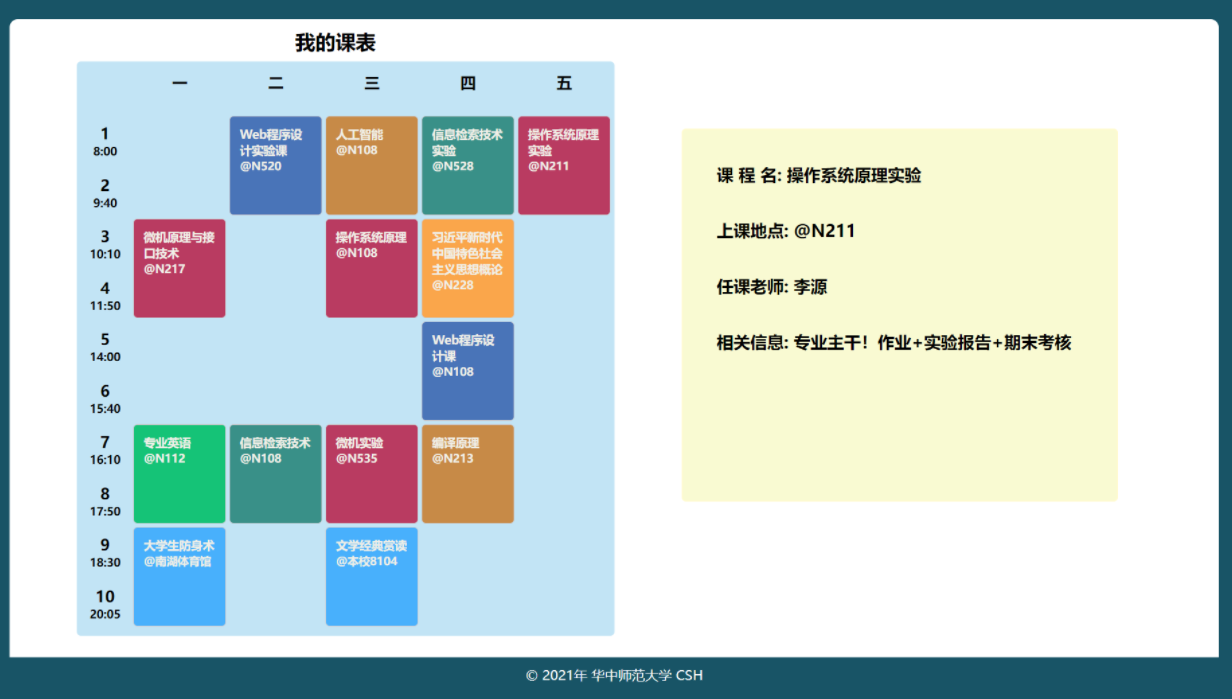 我的课表
一 二 三 四 五
1
8:00
2
9:40
Web程序设
计实验课
@N520
人工智能
@N108
信息检索技术
实验
@N528
操作系统原理
实验
@N211
3
10:10
4
11:50
微机原理与接
口技术
@N217
操作系统原理
@N108
习近平新时代
中国特色社会
主义思想概论
@N228
5
14:00
6
15:40
Web程序设
计课
@N108
7
16:10
8
17:50
专业英语
@N112
信息检索技术
@N108
微机实验
@N535
编译原理
@N213
9
18:30
10
20:05
大学生防身术
@南湖体育馆
文学经典赏读
@本校8104
课 程 名: 操作系统原理实验
上课地点: @N211
任课老师: 李源
相关信息: 专业主干！作业+实验报告+期末考核
© 2021年 华中师范大学 CSH